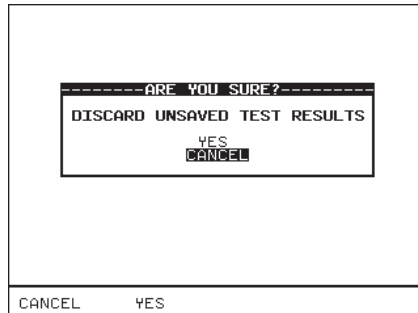 --------ARE YOU SURE?---------
DISCARD UNSAVED TEST RESULTS
YES
CANCEL
CANCEL YES